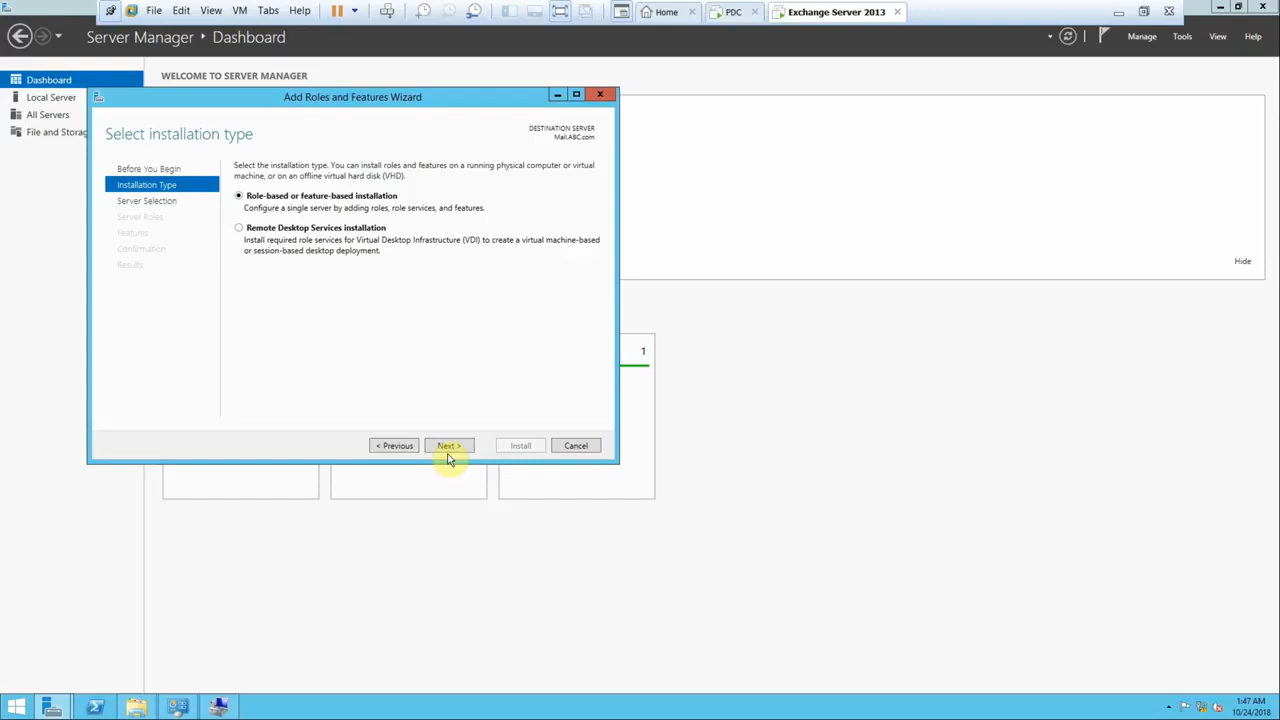 File Edit View VM Tabs Help
Home PDC Exchange Server 2013
Server Manager Dashboard
Manage Tools View Help
Dashboard
Local Server
All Servers
File and Storag
WELCOME TO SERVER MANAGER
Add Roles and Features Wizard
Select installation type
DESTINATION SERVER
Mail.ABC.com
Before You Begin
Installation Type
Server Selection
Server Roles
Features
Confirmation
Results
Select the installation type. You can install roles and features on a running physical computer or virtual
machine, or on an offline virtual hard disk (VHD).
Role-based or feature-based installation
Configure a single server by adding roles, role services, and features.
Remote Desktop Services installation
Install required role services for Virtual Desktop Infrastructure (VDI) to create a virtual machine-based
or session-based desktop deployment.
Hide
1
< Previous Next > Install Cancel
1:47 AM
10/24/2018